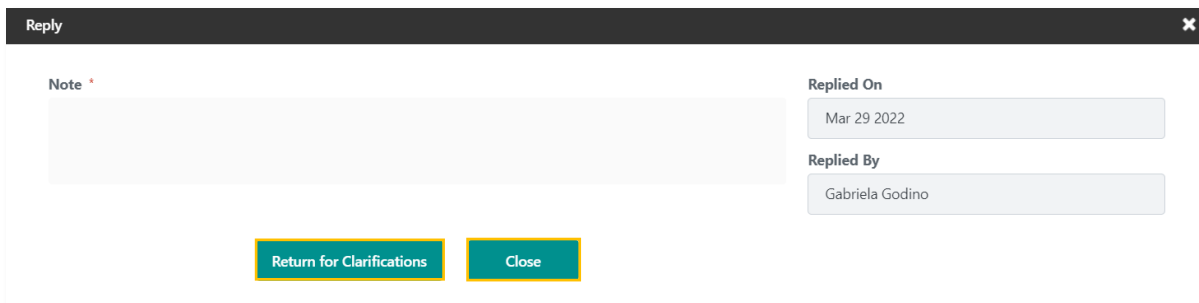 Reply
Note *
Replied On
Mar 29 2022
Replied By
Gabriela Godino
Return for Clarifications
Close